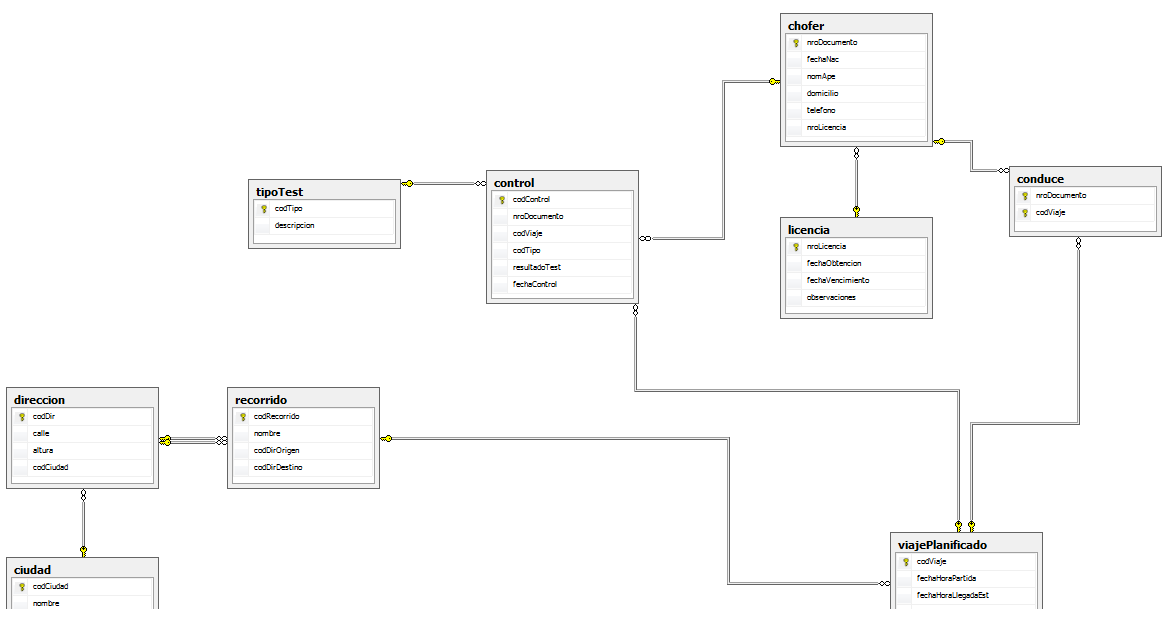 chofer
nroDocumento
fechaNac
nomApe
domicilio
telefono
nroLicencia
conduce
nroDocumento
codViaje
tipoTest
codTipo
descripcion
control
codControl
nroDocumento
codViaje
codTipo
resultadoTest
fechaControl
licencia
nroLicencia
fechaObtencion
fechaVencimiento
observaciones
direccion
codDir
calle
altura
codCiudad
recorrido
codRecorrido
nombre
codDirOrigen
codDirDestino
viajePlanificado
codViaje
fechaHoraPartida
fechaHoraLlegadaEst
ciudad
codCiudad
nombre